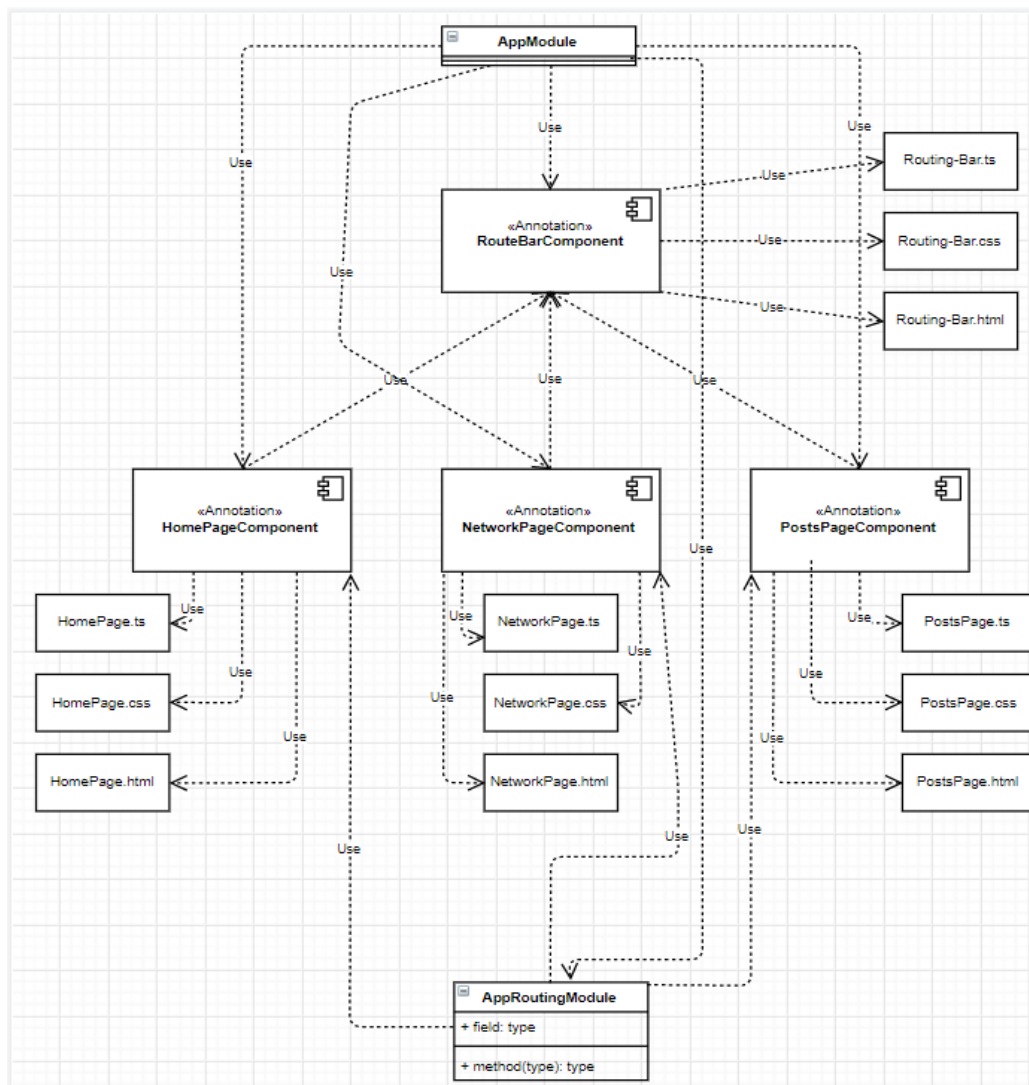 AppModule
Use
Use
Use
Routing-Bar.ts
Use
«Annotation»
RouteBarComponent
Use
Routing-Bar.css
Use
Use
Routing-Bar.html
Use
Use
Use
Use
«Annotation»
HomePageComponent
«Annotation»
NetworkPageComponent
Use
«Annotation»
PostsPageComponent
Use
HomePage.ts
Use
NetworkPage.ts
Use
PostsPage.ts
Use
Use
Use
HomePage.css
Use
NetworkPage.css
Use
PostsPage.css
Use
Use
HomePage.html
NetworkPage.html
PostsPage.html
Use
Use
Use
AppRoutingModule
+ field: type
+ method(type): type